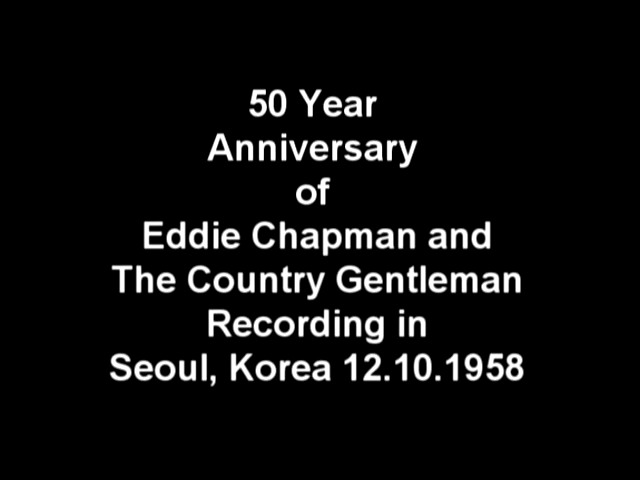 50 Year
Anniversary
of
Eddie Chapman and
The Country Gentleman
Recording in
Seoul, Korea 12.10.1958